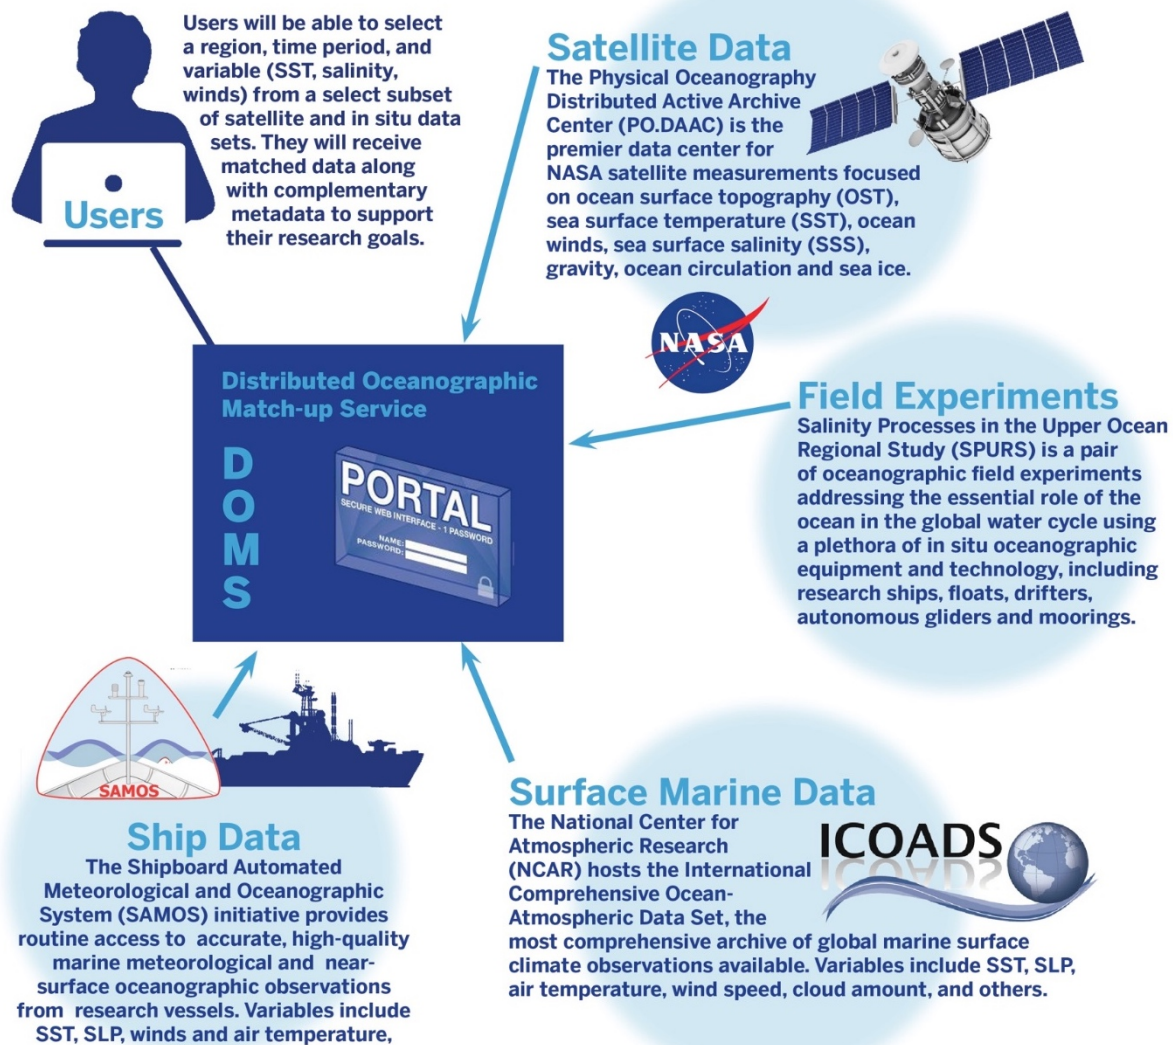 Users will be able to select
a region, time period, and
variable (SST, salinity,
winds) from a select subset
of satellite and in situ data
sets. They will receive
matched data along
with complementary
metadata to support
their research goals.
Users
Satellite Data
The Physical Oceanography
Distributed Active Archive
Center (PO.DAAC) is the
premier data center for
NASA satellite measurements focused
on ocean surface topography (OST),
sea surface temperature (SST), ocean
winds, sea surface salinity (SSS),
gravity, ocean circulation and sea ice.
NASA
Distributed Oceanographic
Match-up Service
D
O
M
S
PORTAL
SECURE WEB INTERFACE - 1 PASSWORD
NAME:
PASSWORD:
Field Experiments
Salinity Processes in the Upper Ocean
Regional Study (SPURS) is a pair
of oceanographic field experiments
addressing the essential role of the
ocean in the global water cycle using
a plethora of in situ oceanographic
equipment and technology, including
research ships, floats, drifters,
autonomous gliders and moorings.
SAMOS
Ship Data
The Shipboard Automated
Meteorological and Oceanographic
System (SAMOS) initiative provides
routine access to accurate, high-quality
marine meteorological and near-
surface oceanographic observations
from research vessels. Variables include
SST, SLP, winds and air temperature,
Surface Marine Data
The National Center for
Atmospheric Research
(NCAR) hosts the International
Comprehensive Ocean-
Atmospheric Data Set, the
most comprehensive archive of global marine surface
climate observations available. Variables include SST, SLP,
air temperature, wind speed, cloud amount, and others.
ICOADS